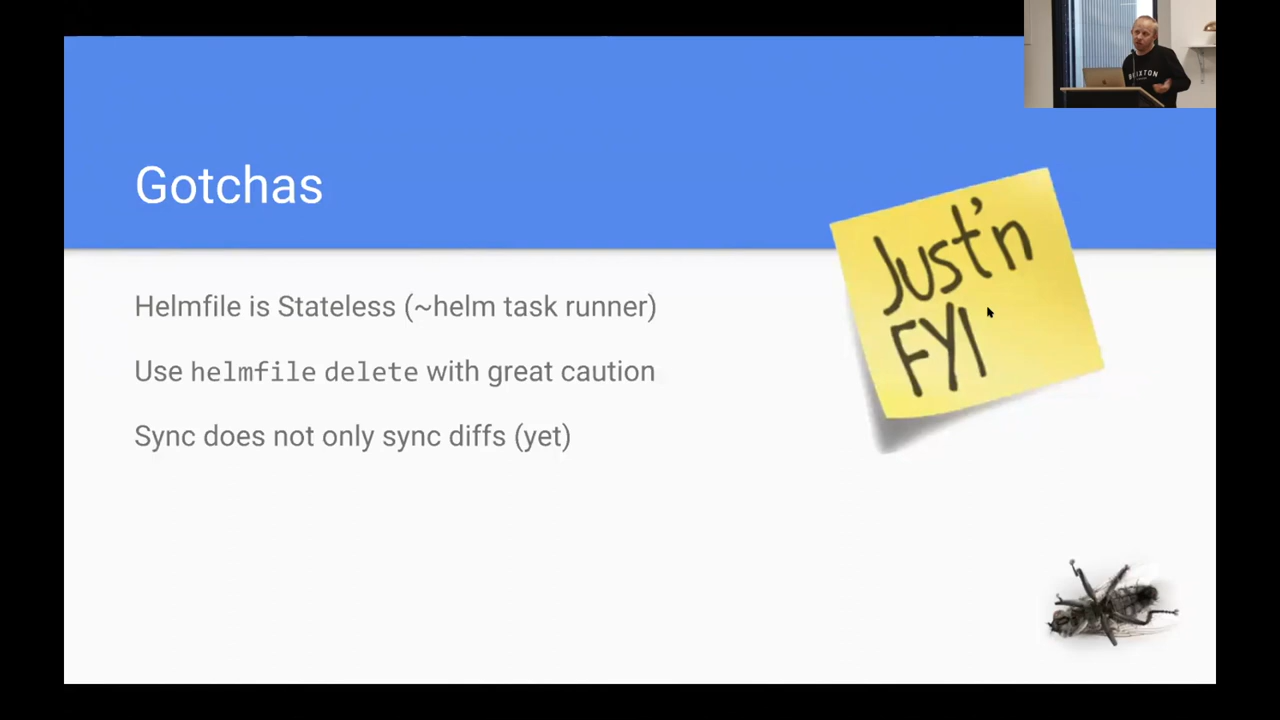 Gotchas
Just'n
FYI
Helmfile is Stateless (~helm task runner)
Use helmfile delete with great caution
Sync does not only sync diffs (yet)